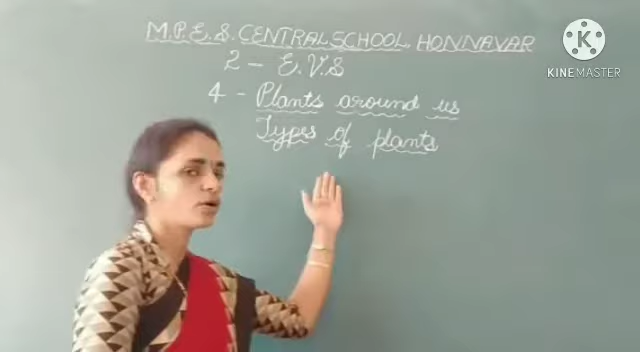 M.P.E.S. CENTRAL SCHOOL HONNAVAR
2 - E.V.S
4 - Plants around us
Types of plants
KINEMASTER